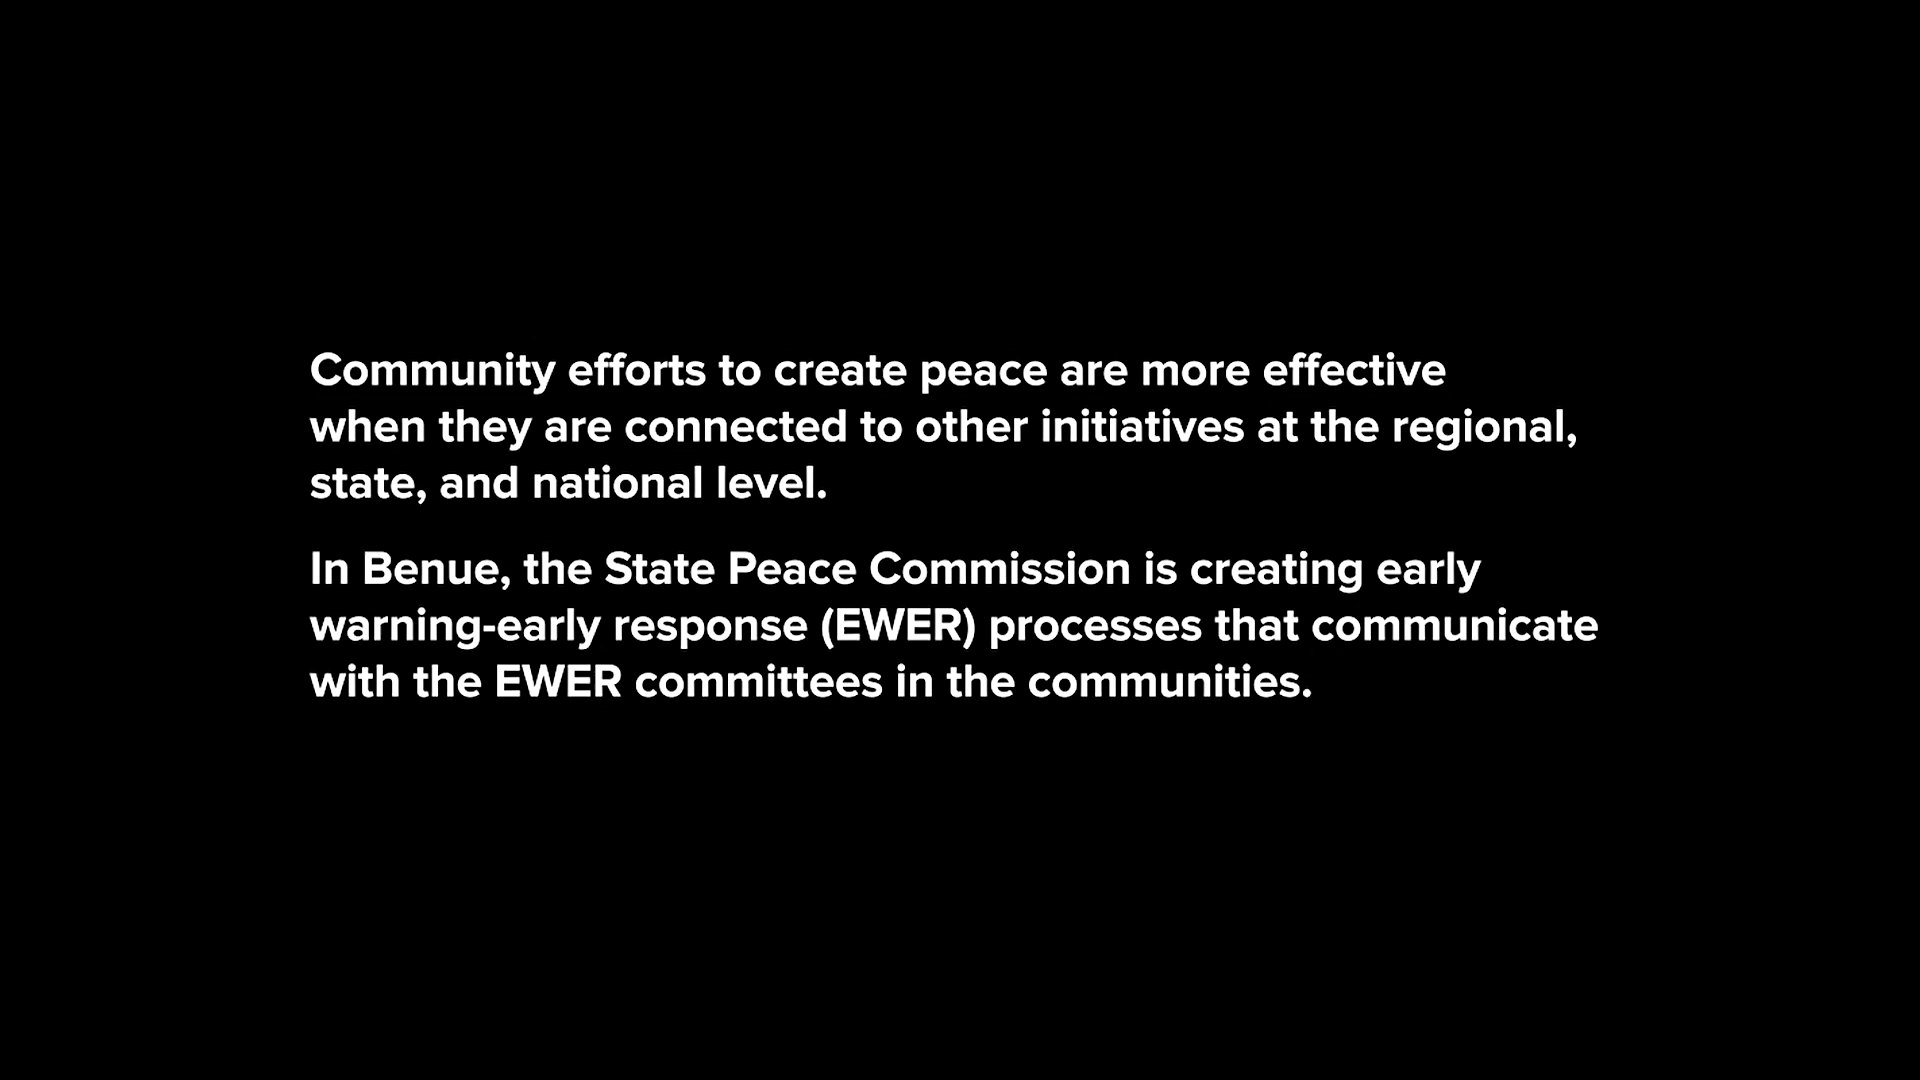 Community efforts to create peace are more effective
when they are connected to other initiatives at the regional,
state, and national level.
In Benue, the State Peace Commission is creating early
warning-early response (EWER) processes that communicate
with the EWER committees in the communities.